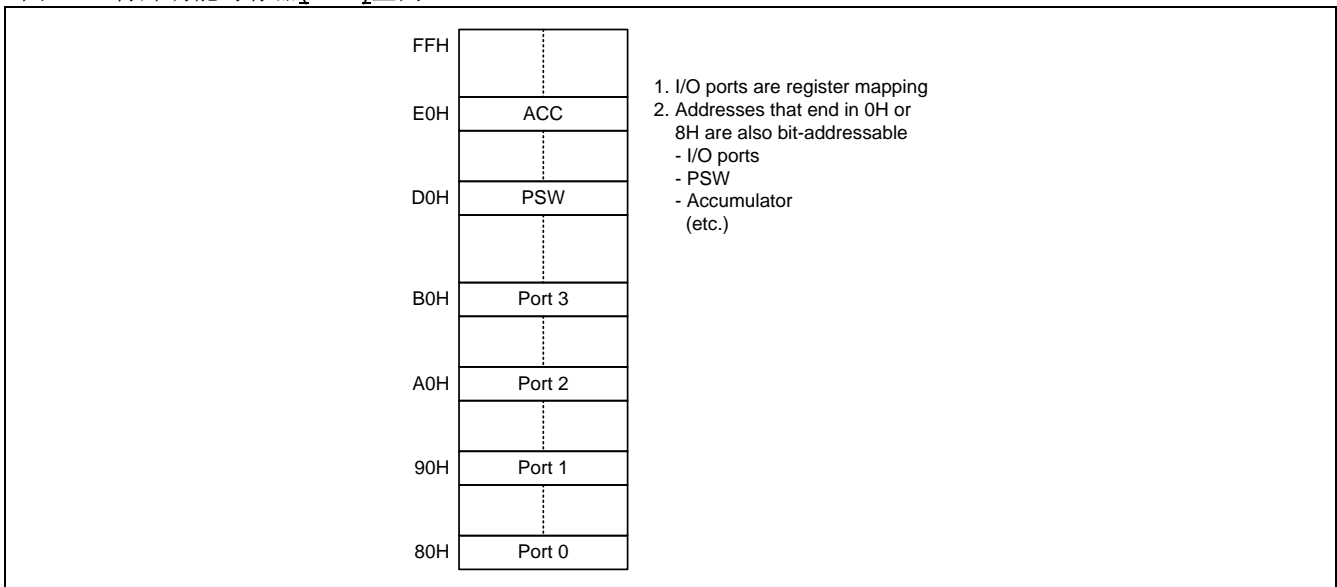 FFH
E0H ACC
D0H PSW
B0H Port 3
A0H Port 2
90H Port 1
80H Port 0
1. I/O ports are register mapping
2. Addresses that end in 0H or
8H are also bit-addressable
- I/O ports
- PSW
- Accumulator
(etc.)